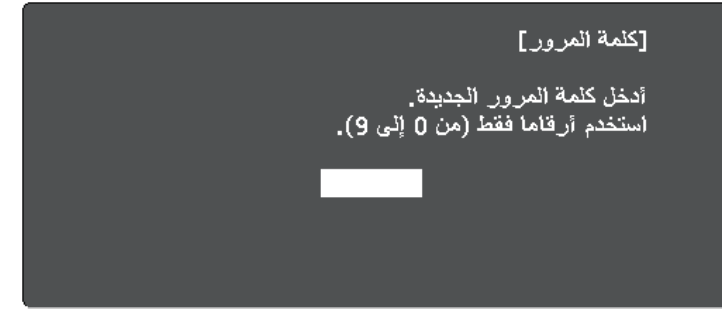 [كلمة المرور]
أدخل كلمة المرور الجديدة.
استخدم أرقاما فقط (من 0 إلى 9).